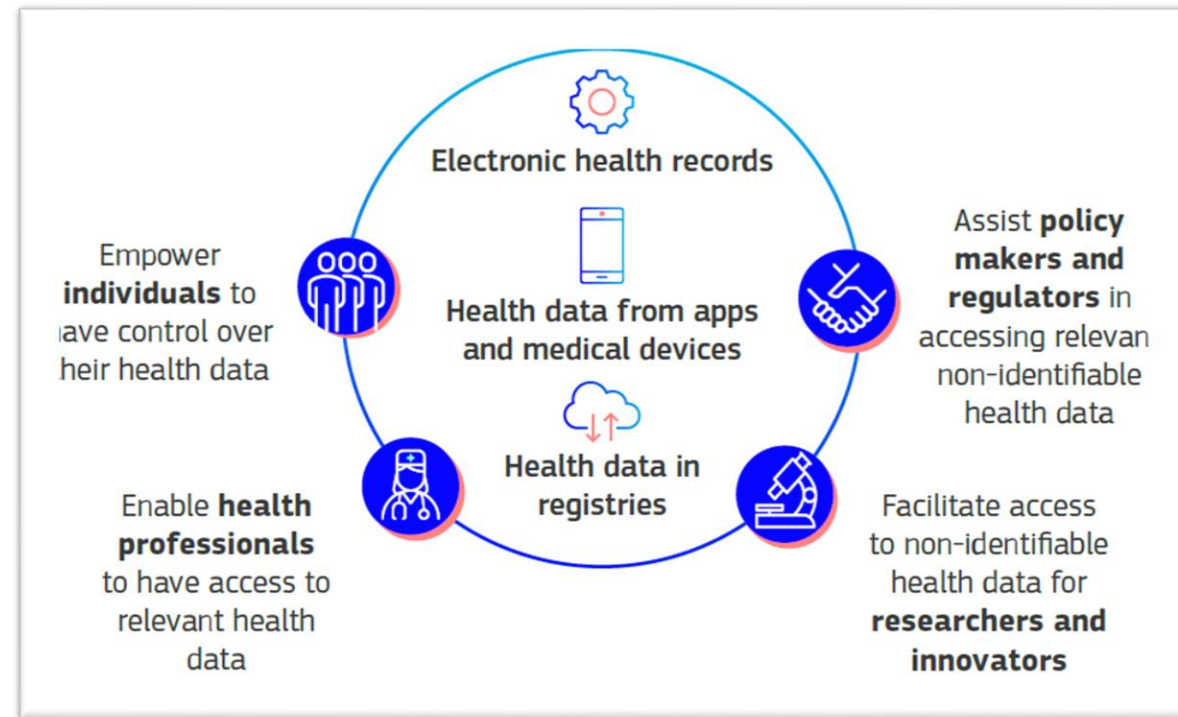 Electronic health records
Health data from apps
and medical devices
Health data in
registries
Empower
individuals to
ave control over
heir health data
Enable health
professionals
to have access to
relevant health
data
Assist policy
makers and
regulators in
accessing relevan
non-identifiable
health data
Facilitate access
to non-identifiable
health data for
researchers and
innovators